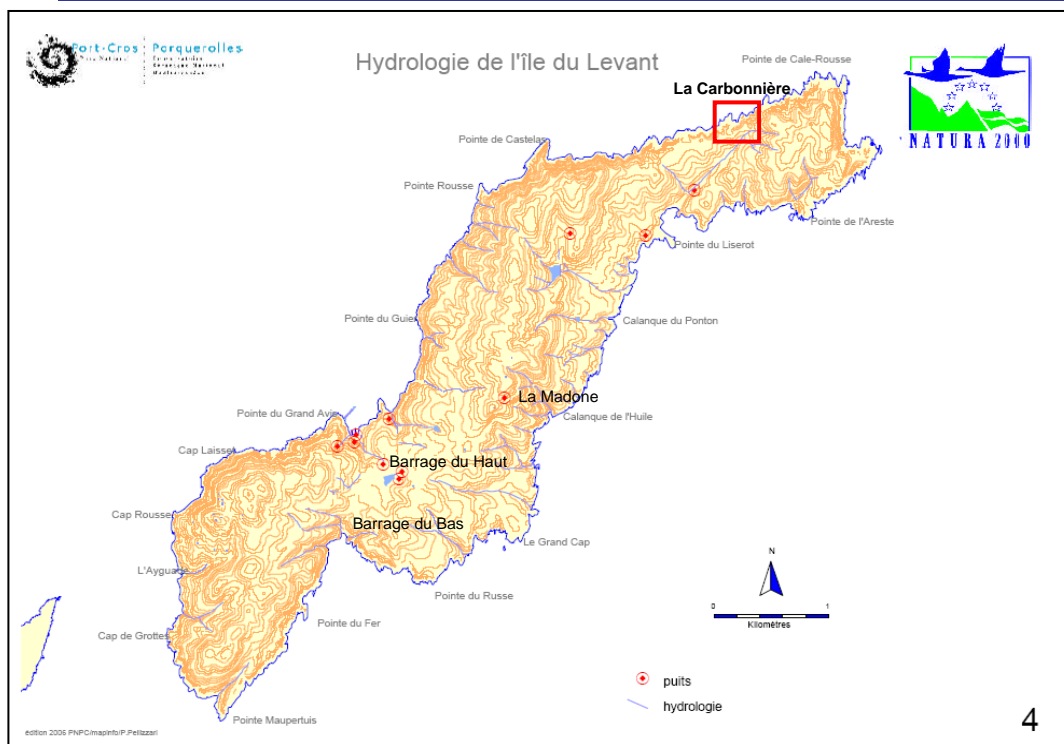 Port-Cros Porquerolles
Hydrologie de l'île du Levant
NATURA 2000
Pointe de Cale-Rousse
La Carbonnière
Pointe de Castelas
Pointe Rousse
Pointe de l'Areste
Pointe du Liserot
Pointe du Guier
Calanque du Ponton
La Madone
Pointe du Grand Avis
Calanque de l'Huile
Cap Laisset
Barrage du Haut
Cap Rousse
Barrage du Bas
Le Grand Cap
L'Ayguade
N
Pointe du Russe
0 1
Kilomètres
Pointe du Fer
Cap de Grottes
puits
hydrologie
Pointe Maupertuis
4
édition 2006 PNPC/mapinfo/P.Pellizzari